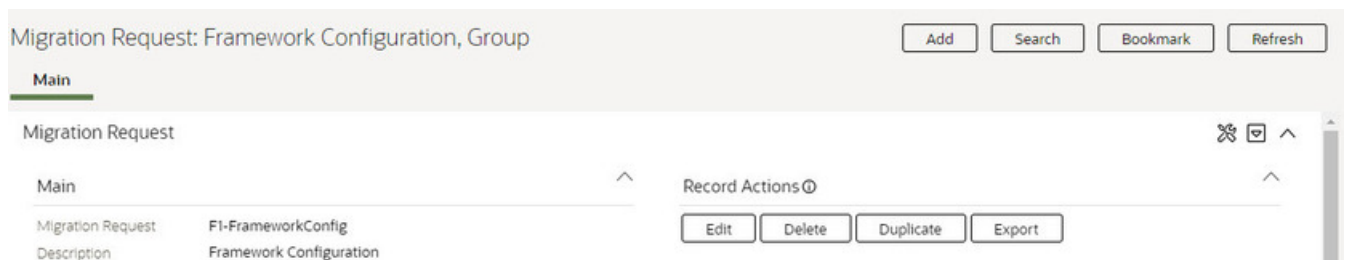 Migration Request: Framework Configuration, Group Add Search Bookmark Refresh
Main
Migration Request
Main Record Actions
Migration Request F1-FrameworkConfig Edit Delete Duplicate Export
Description Framework Configuration